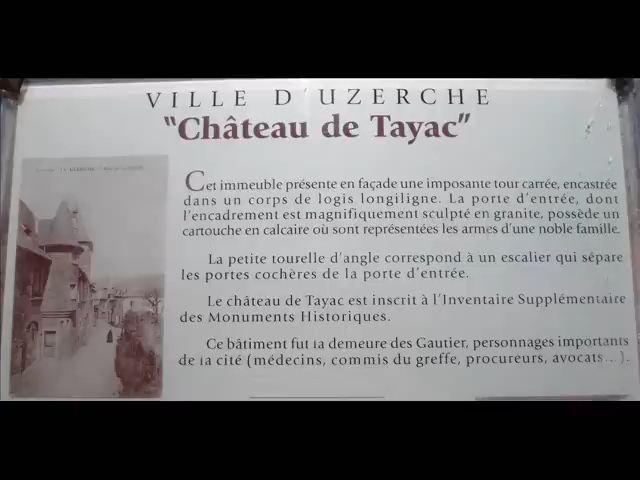 VILLE D'UZERCHE
"Château de Tayac"
Cet immeuble présente en façade une imposante tour carrée, encastrée
dans un corps de logis longiligne. La porte d'entrée, dont
l'encadrement est magnifiquement sculpté en granite, possède un
cartouche en calcaire où sont représentées les armes d'une noble famille.
La petite tourelle d'angle correspond à un escalier qui sépare
les portes cochères de la porte d'entrée.
Le château de Tayac est inscrit à l'Inventaire Supplémentaire
des Monuments Historiques.
Ce bâtiment fut la demeure des Gautier, personnages importants
de la cité (médecins, commis du greffe, procureurs, avocats...).